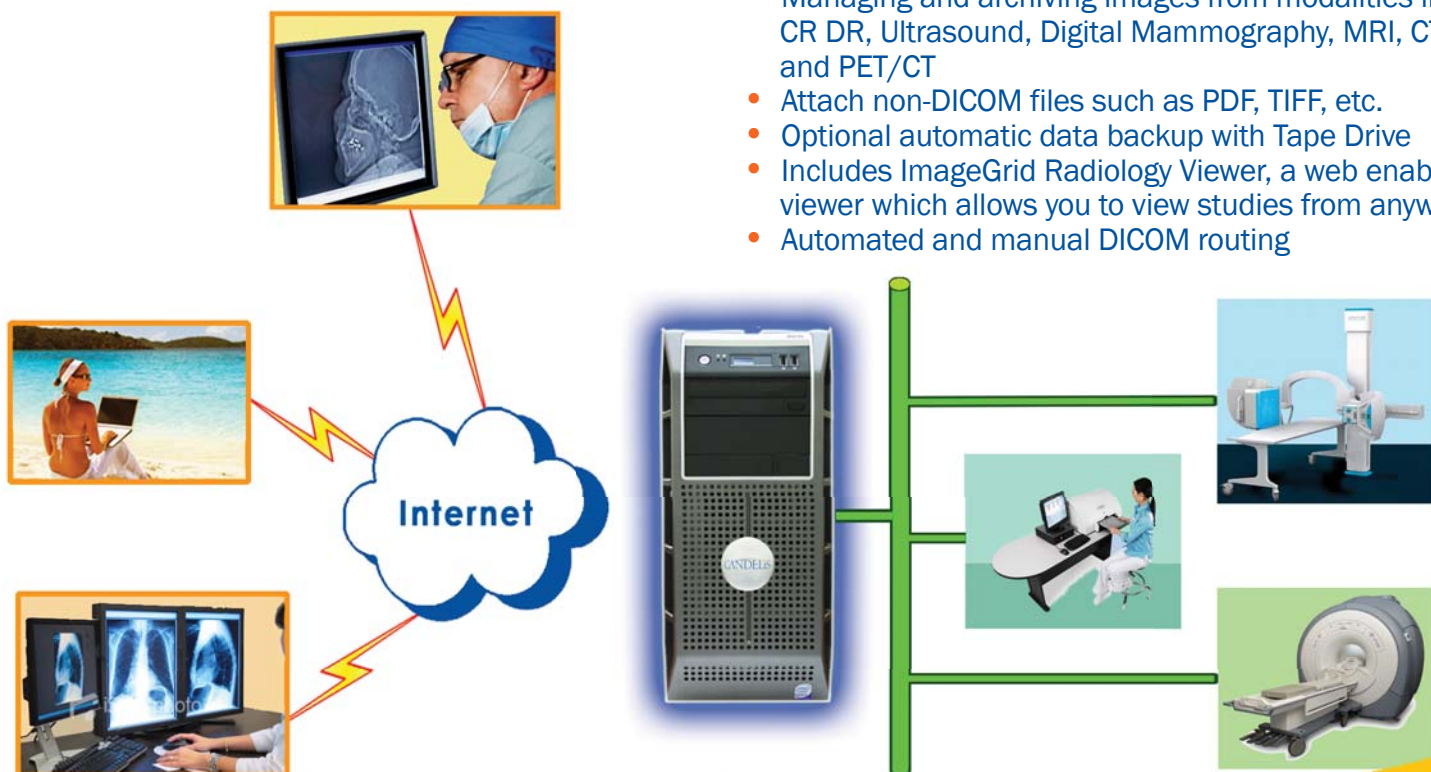 CR DR, Ultrasound, Digital Mammography, MRI,
and PET/CT
• Attach non-DICOM files such as PDF, TIFF, etc.
• Optional automatic data backup with Tape Drive
• Includes ImageGrid Radiology Viewer, a web
viewer which allows you to view studies from
• Automated and manual DICOM routing
Internet
CANDELiS